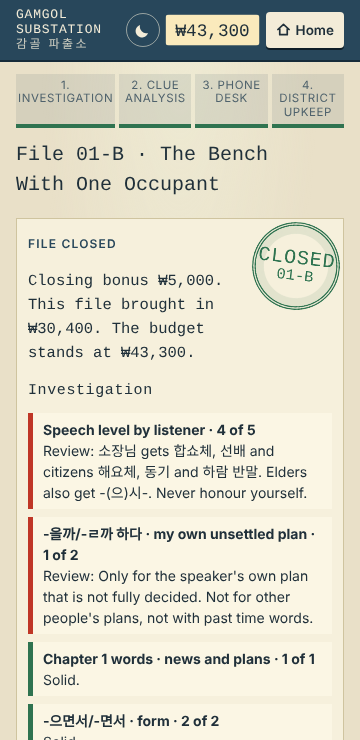 GAMGOL
SUBSTATION
감골 파출소
₩43,300
Home
1.
INVESTIGATION
2. CLUE
ANALYSIS
3. PHONE
DESK
4.
DISTRICT
UPKEEP
File 01-B · The Bench
With One Occupant
FILE CLOSED
CLOSED
01-B
Closing bonus ₩5,000.
This file brought in
₩30,400. The budget
stands at ₩43,300.
Investigation
Speech level by listener · 4 of 5
Review: 소장님 gets 합쇼체, 선배 and
citizens 해요체, 동기 and 하람 반말. Elders
also get -(으)시-. Never honour yourself.
-을까/-ㄹ까 하다 · my own unsettled plan ·
1 of 2
Review: Only for the speaker's own plan
that is not fully decided. Not for other
people's plans, not with past time words.
Chapter 1 words · news and plans · 1 of 1
Solid.
-으면서/-면서 · form · 2 of 2
Solid.